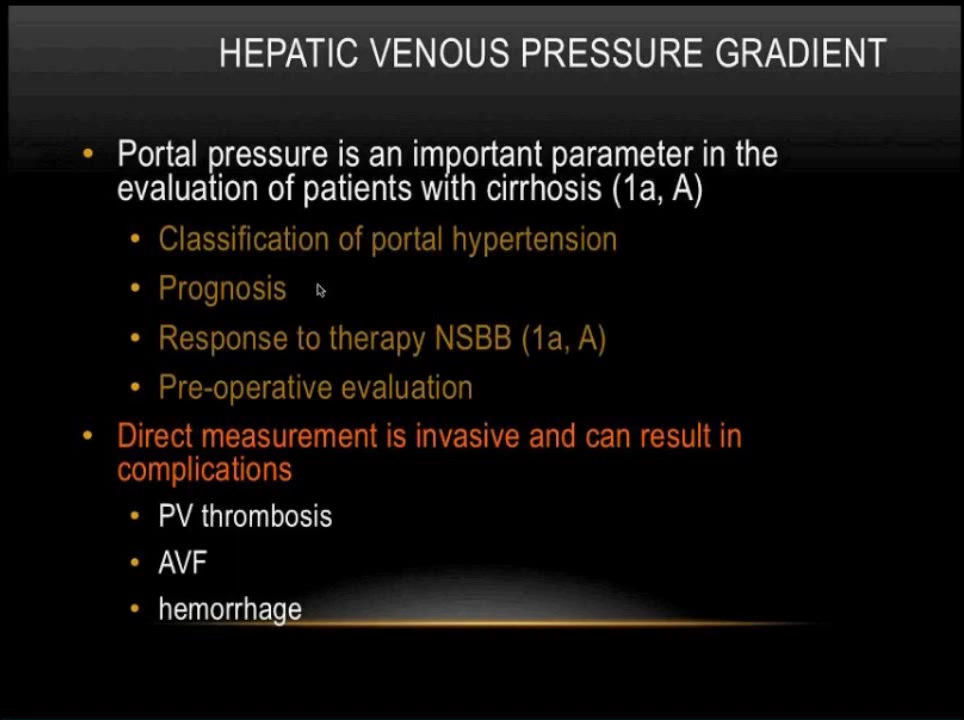 HEPATIC VENOUS PRESSURE GRADIENT
• Portal pressure is an important parameter in the
evaluation of patients with cirrhosis (1a, A)
• Classification of portal hypertension
• Prognosis
• Response to therapy NSBB (1a, A)
• Pre-operative evaluation
• Direct measurement is invasive and can result in
complications
• PV thrombosis
• AVF
• hemorrhage